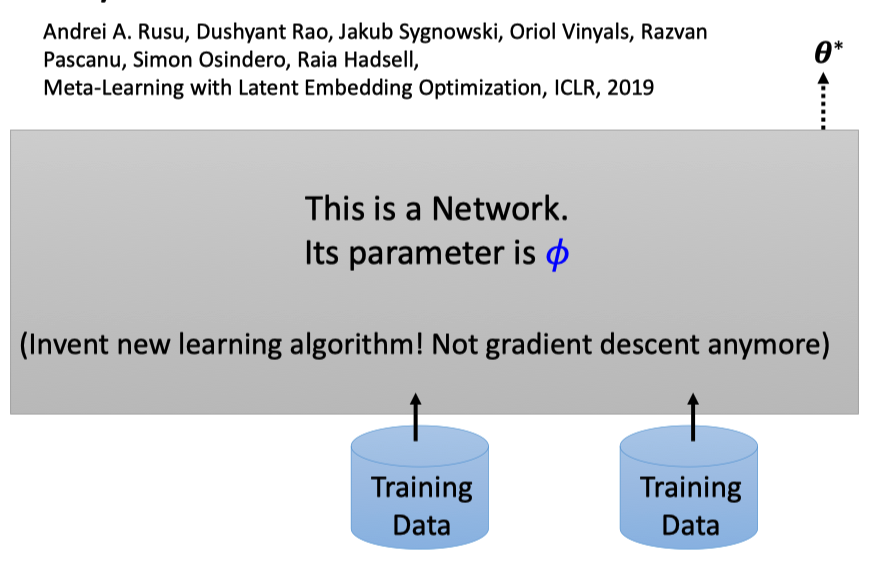 Andrei A. Rusu, Dushyant Rao, Jakub Sygnowski, Oriol Vinyals, Razvan
Pascanu, Simon Osindero, Raia Hadsell,
Meta-Learning with Latent Embedding Optimization, ICLR, 2019
θ*
This is a Network.
Its parameter is ϕ
(Invent new learning algorithm! Not gradient descent anymore)
Training
Data
Training
Data